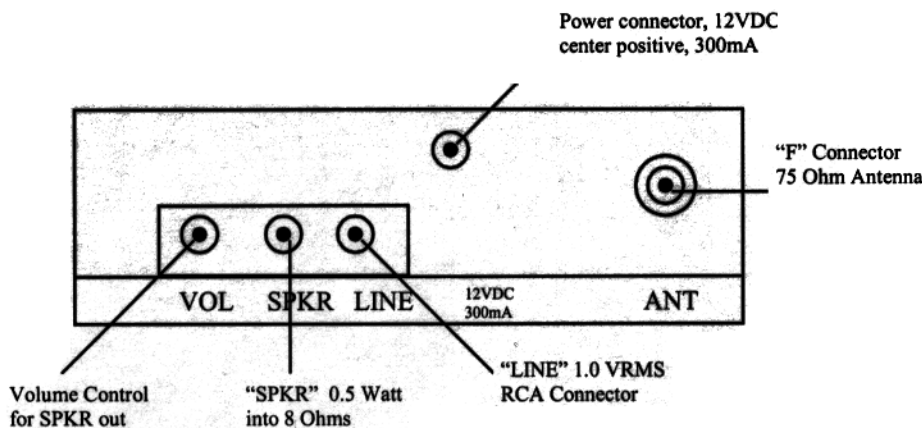 Power connector, 12VDC
center positive, 300mA
"F" Connector
75 Ohm Antenna
VOL SPKR LINE 12VDC
300mA ANT
Volume Control
for SPKR out
"SPKR" 0.5 Watt
into 8 Ohms
"LINE" 1.0 VRMS
RCA Connector